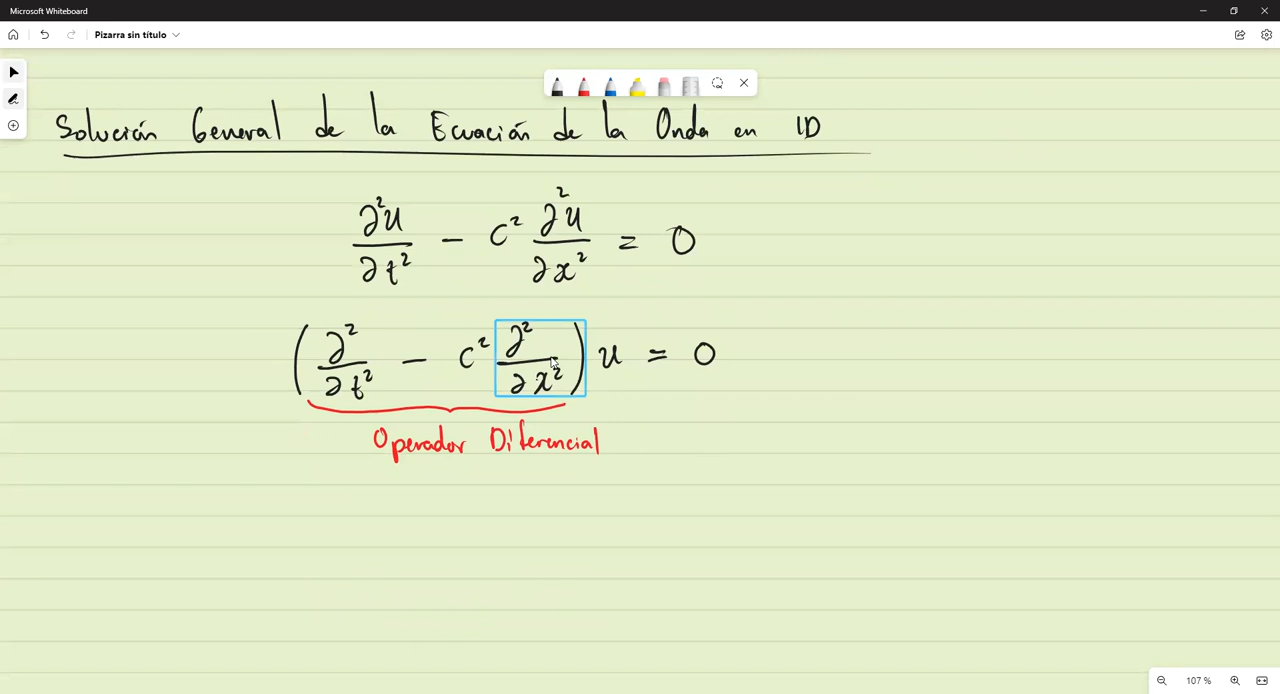 Microsoft Whiteboard
Pizarra sin título
Solución General de la Ecuación de la Onda en 1D
∂²u/∂t² − c² ∂²u/∂x² = 0
(∂²/∂t² − c² ∂²/∂x²) u = 0
Operador Diferencial
107 %